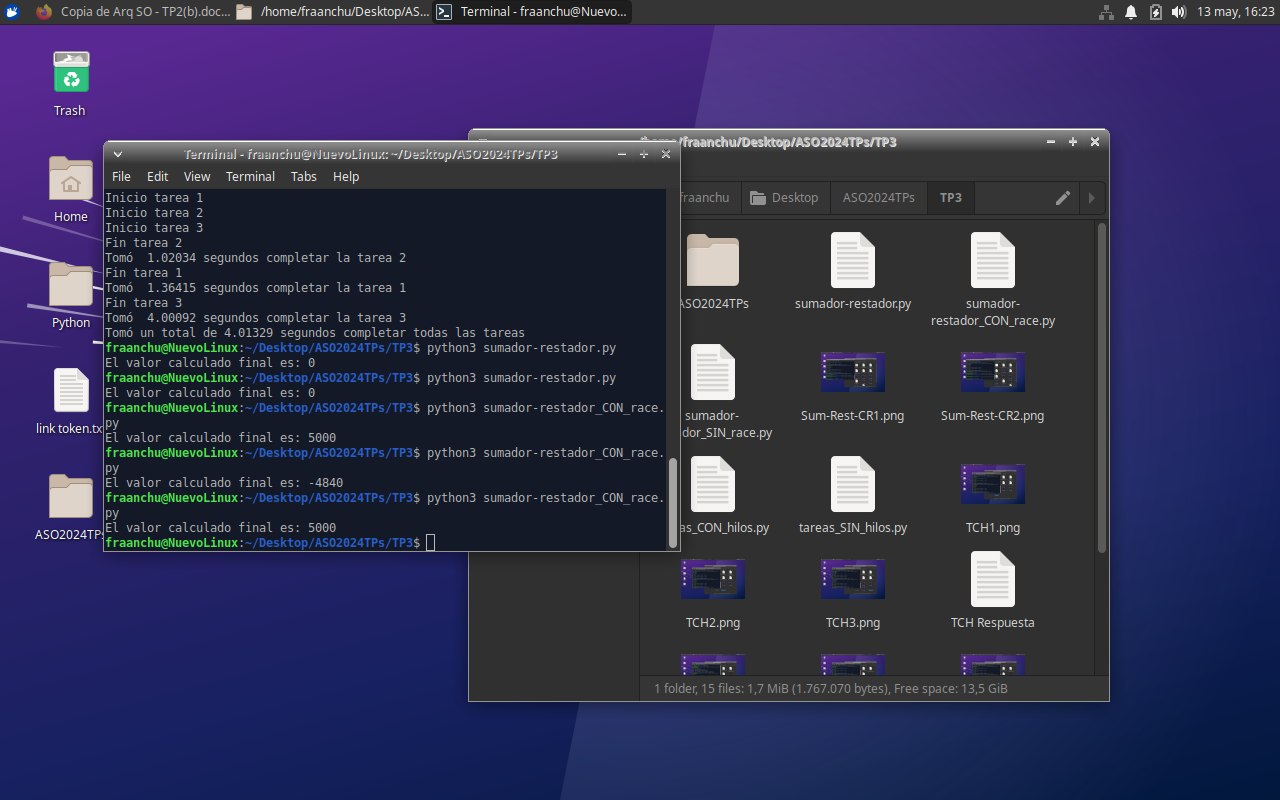 Copia de Arq SO - TP2(b).doc...
/home/fraanchu/Desktop/AS...
Terminal - fraanchu@Nuevo...
13 may, 16:23
Trash
Home
Python
link token.tx
ASO2024TPs
Terminal - fraanchu@NuevoLinux: ~/Desktop/ASO2024TPs/TP3
File Edit View Terminal Tabs Help
Inicio tarea 1
Inicio tarea 2
Inicio tarea 3
Fin tarea 2
Tomó  1.02034 segundos completar la tarea 2
Fin tarea 1
Tomó  1.36415 segundos completar la tarea 1
Fin tarea 3
Tomó  4.00092 segundos completar la tarea 3
Tomó un total de 4.01329 segundos completar todas las tareas
fraanchu@NuevoLinux:~/Desktop/ASO2024TPs/TP3$ python3 sumador-restador.py
El valor calculado final es: 0
fraanchu@NuevoLinux:~/Desktop/ASO2024TPs/TP3$ python3 sumador-restador.py
El valor calculado final es: 0
fraanchu@NuevoLinux:~/Desktop/ASO2024TPs/TP3$ python3 sumador-restador_CON_race.
py
El valor calculado final es: 5000
fraanchu@NuevoLinux:~/Desktop/ASO2024TPs/TP3$ python3 sumador-restador_CON_race.
py
El valor calculado final es: -4840
fraanchu@NuevoLinux:~/Desktop/ASO2024TPs/TP3$ python3 sumador-restador_CON_race.
py
El valor calculado final es: 5000
fraanchu@NuevoLinux:~/Desktop/ASO2024TPs/TP3$
/home/fraanchu/Desktop/ASO2024TPs/TP3
fraanchu
Desktop
ASO2024TPs
TP3
ASO2024TPs
sumador-restador.py
sumador-
restador_CON_race.py
sumador-
dor_SIN_race.py
Sum-Rest-CR1.png
Sum-Rest-CR2.png
as_CON_hilos.py
tareas_SIN_hilos.py
TCH1.png
TCH2.png
TCH3.png
TCH Respuesta
1 folder, 15 files: 1,7 MiB (1.767.070 bytes), Free space: 13,5 GiB